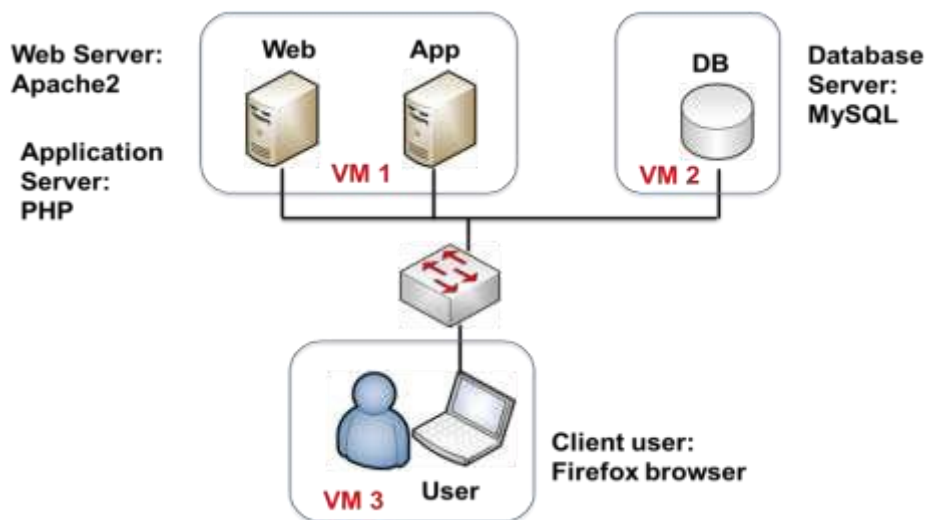 Web Server:
Apache2
Application
Server:
PHP
Web
App
VM 1
DB
VM 2
Database
Server:
MySQL
VM 3
User
Client user:
Firefox browser